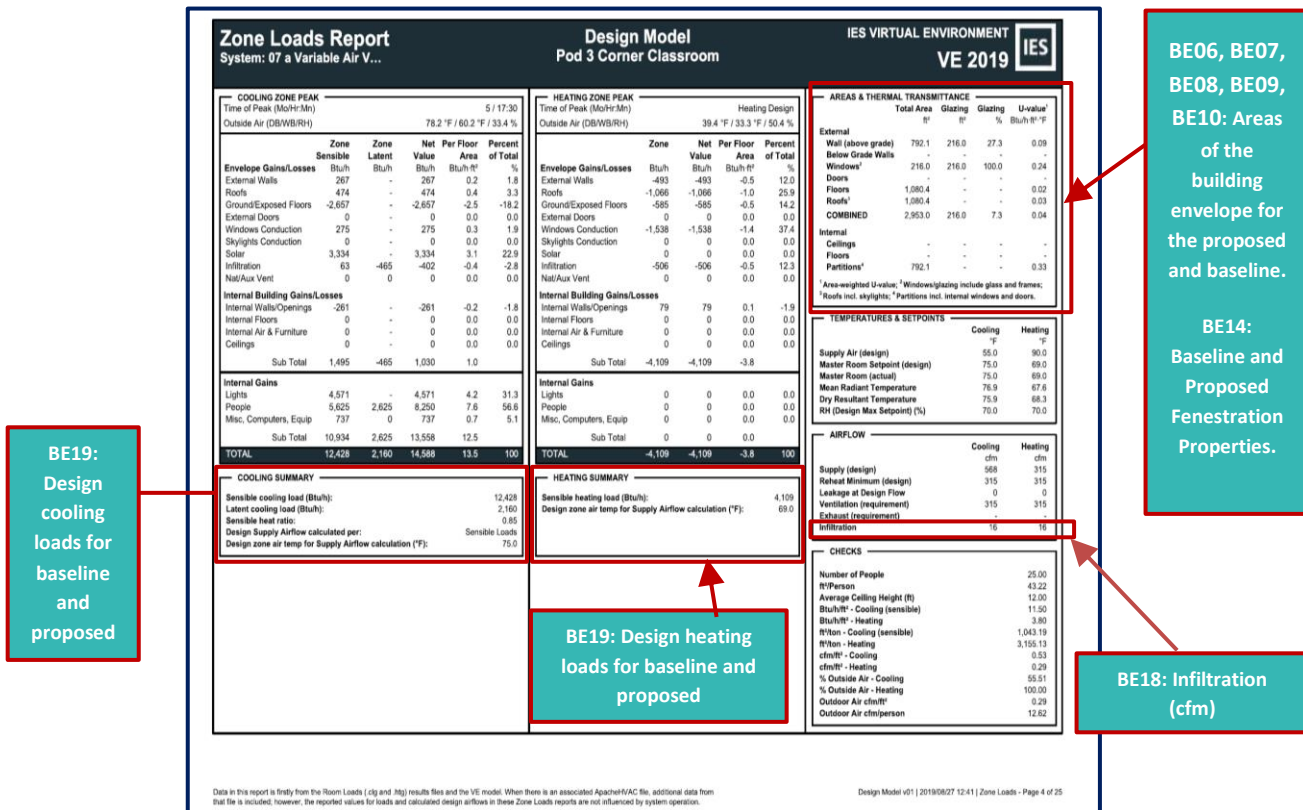 Zone Loads Report
System: 07 a Variable Air V...
Design Model
Pod 3 Corner Classroom
IES VIRTUAL ENVIRONMENT
VE 2019
IES
COOLING ZONE PEAK
Time of Peak (Mo/Hr:Mn) 5 / 17:30
Outside Air (DB/WB/RH) 78.2 °F / 60.2 °F / 33.4 %
Zone Zone Net Per Floor Percent
Sensible Latent Value Area of Total
Envelope Gains/Losses Btu/h Btu/h Btu/h Btu/h·ft² %
External Walls 267 - 267 0.2 1.8
Roofs 474 - 474 0.4 3.3
Ground/Exposed Floors -2,657 - -2,657 -2.5 -18.2
External Doors 0 - 0 0.0 0.0
Windows Conduction 275 - 275 0.3 1.9
Skylights Conduction 0 - 0 0.0 0.0
Solar 3,334 - 3,334 3.1 22.9
Infiltration 63 -465 -402 -0.4 -2.8
Nat/Aux Vent 0 0 0 0.0 0.0
Internal Building Gains/Losses
Internal Walls/Openings -261 - -261 -0.2 -1.8
Internal Floors 0 - 0 0.0 0.0
Internal Air & Furniture 0 - 0 0.0 0.0
Ceilings 0 - 0 0.0 0.0
Sub Total 1,495 -465 1,030 1.0
Internal Gains
Lights 4,571 - 4,571 4.2 31.3
People 5,625 2,625 8,250 7.6 56.6
Misc, Computers, Equip 737 0 737 0.7 5.1
Sub Total 10,934 2,625 13,558 12.5
TOTAL 12,428 2,160 14,588 13.5 100
COOLING SUMMARY
Sensible cooling load (Btu/h): 12,428
Latent cooling load (Btu/h): 2,160
Sensible heat ratio: 0.85
Design Supply Airflow calculated per: Sensible Loads
Design zone air temp for Supply Airflow calculation (°F): 75.0
HEATING ZONE PEAK
Time of Peak (Mo/Hr:Mn) Heating Design
Outside Air (DB/WB/RH) 39.4 °F / 33.3 °F / 50.4 %
Zone Net Per Floor Percent
Value Area of Total
Envelope Gains/Losses Btu/h Btu/h Btu/h·ft² %
External Walls -493 -493 -0.5 12.0
Roofs -1,066 -1,066 -1.0 25.9
Ground/Exposed Floors -585 -585 -0.5 14.2
External Doors 0 0 0.0 0.0
Windows Conduction -1,538 -1,538 -1.4 37.4
Skylights Conduction 0 0 0.0 0.0
Solar 0 0 0.0 0.0
Infiltration -506 -506 -0.5 12.3
Nat/Aux Vent 0 0 0.0 0.0
Internal Building Gains/Losses
Internal Walls/Openings 79 79 0.1 -1.9
Internal Floors 0 0 0.0 0.0
Internal Air & Furniture 0 0 0.0 0.0
Ceilings 0 0 0.0 0.0
Sub Total -4,109 -4,109 -3.8
Internal Gains
Lights 0 0 0.0 0.0
People 0 0 0.0 0.0
Misc, Computers, Equip 0 0 0.0 0.0
Sub Total 0 0 0.0
TOTAL -4,109 -4,109 -3.8 100
HEATING SUMMARY
Sensible heating load (Btu/h): 4,109
Design zone air temp for Supply Airflow calculation (°F): 69.0
AREAS & THERMAL TRANSMITTANCE
Total Area Glazing Glazing U-value¹
ft² ft² % Btu/h·ft²·°F
External
Wall (above grade) 792.1 216.0 27.3 0.09
Below Grade Walls - - - -
Windows² 216.0 216.0 100.0 0.24
Doors - - - -
Floors 1,080.4 - - 0.02
Roofs³ 1,080.4 - - 0.03
COMBINED 2,953.0 216.0 7.3 0.04
Internal
Ceilings - - - -
Floors - - - -
Partitions⁴ 792.1 - - 0.33
¹ Area-weighted U-value; ² Windows/glazing include glass and frames;
³ Roofs incl. skylights; ⁴ Partitions incl. internal windows and doors.
TEMPERATURES & SETPOINTS
Cooling Heating
°F °F
Supply Air (design) 55.0 90.0
Master Room Setpoint (design) 75.0 69.0
Master Room (actual) 75.0 69.0
Mean Radiant Temperature 76.9 67.6
Dry Resultant Temperature 75.9 68.3
RH (Design Max Setpoint) (%) 70.0 70.0
AIRFLOW
Cooling Heating
cfm cfm
Supply (design) 568 315
Reheat Minimum (design) 315 315
Leakage at Design Flow 0 0
Ventilation (requirement) 315 315
Exhaust (requirement) - -
Infiltration 16 16
CHECKS
Number of People 25.00
ft²/Person 43.22
Average Ceiling Height (ft) 12.00
Btu/h/ft² - Cooling (sensible) 11.50
Btu/h/ft² - Heating 3.80
ft²/ton - Cooling (sensible) 1,043.19
ft²/ton - Heating 3,155.13
cfm/ft² - Cooling 0.53
cfm/ft² - Heating 0.29
% Outside Air - Cooling 55.51
% Outside Air - Heating 100.00
Outdoor Air cfm/ft² 0.29
Outdoor Air cfm/person 12.62
BE19:
Design
cooling
loads for
baseline
and
proposed
BE19: Design heating
loads for baseline and
proposed
BE06, BE07,
BE08, BE09,
BE10: Areas
of the
building
envelope for
the proposed
and baseline.
BE14:
Baseline and
Proposed
Fenestration
Properties.
BE18: Infiltration
(cfm)
Data in this report is firstly from the Room Loads (.clg and .htg) results files and the VE model. When there is an associated ApacheHVAC file, additional data from
that file is included; however, the reported values for loads and calculated design airflows in these Zone Loads reports are not influenced by system operation.
Design Model v01 | 2019/08/27 12:41 | Zone Loads - Page 4 of 25